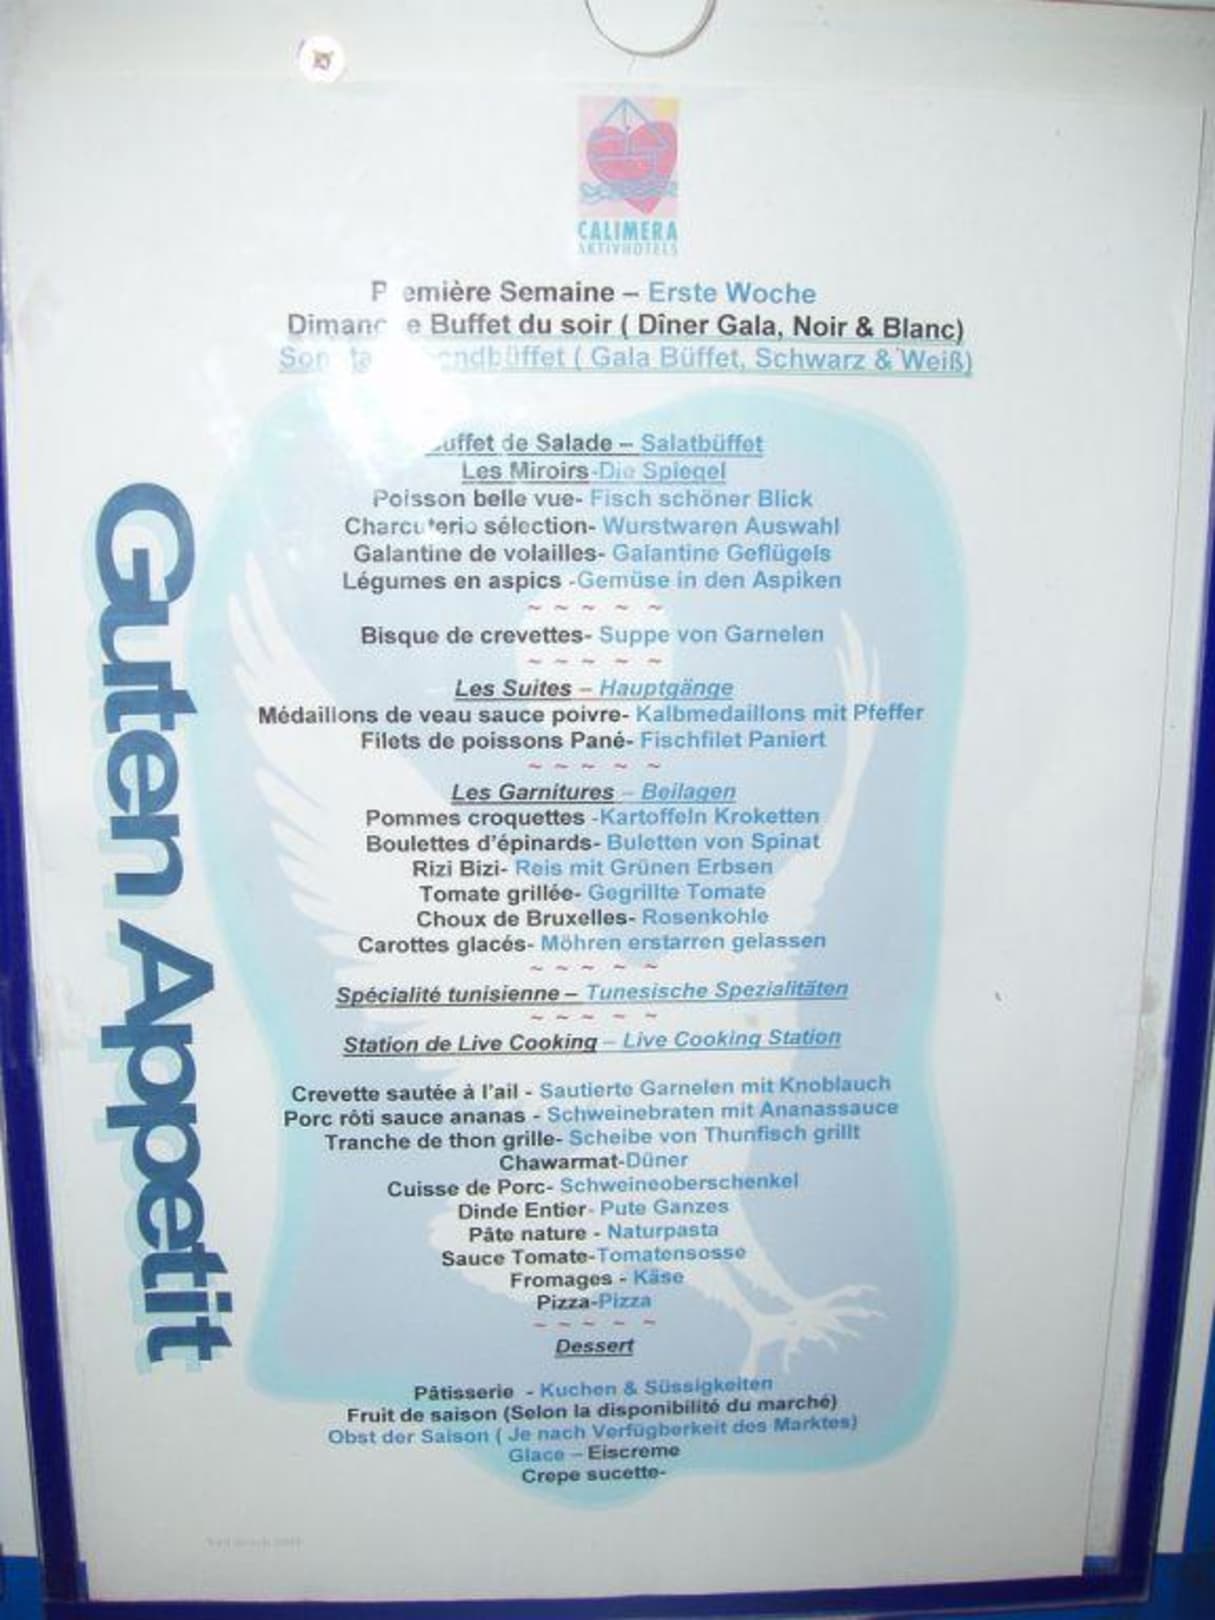 CALIMERA
AKTIVHOTELS
Première Semaine – Erste Woche
Dimanche Buffet du soir ( Dîner Gala, Noir & Blanc)
( Gala Büffet, Schwarz & Weiß)
Buffet de Salade – Salatbüffet
Les Miroirs-Die Spiegel
Poisson belle vue- Fisch schöner Blick
Charcuterie sélection- Wurstwaren Auswahl
Galantine de volailles- Galantine Geflügels
Légumes en aspics -Gemüse in den Aspiken
~ ~ ~ ~ ~
Bisque de crevettes- Suppe von Garnelen
~ ~ ~ ~ ~
Les Suites – Hauptgänge
Médaillons de veau sauce poivre- Kalbmedaillons mit Pfeffer
Filets de poissons Pané- Fischfilet Paniert
~ ~ ~ ~ ~
Les Garnitures – Beilagen
Pommes croquettes -Kartoffeln Kroketten
Boulettes d'épinards- Buletten von Spinat
Rizi Bizi- Reis mit Grünen Erbsen
Tomate grillée- Gegrillte Tomate
Choux de Bruxelles- Rosenkohle
Carottes glacés- Möhren erstarren gelassen
~ ~ ~ ~ ~
Spécialité tunisienne – Tunesische Spezialitäten
~ ~ ~ ~ ~
Station de Live Cooking – Live Cooking Station
Crevette sautée à l'ail - Sautierte Garnelen mit Knoblauch
Porc rôti sauce ananas - Schweinebraten mit Ananassauce
Tranche de thon grille- Scheibe von Thunfisch grillt
Chawarmat-Düner
Cuisse de Porc- Schweineoberschenkel
Dinde Entier- Pute Ganzes
Pâte nature - Naturpasta
Sauce Tomate-Tomatensosse
Fromages - Käse
Pizza-Pizza
~ ~ ~ ~ ~
Dessert
Pâtisserie - Kuchen & Süssigkeiten
Fruit de saison (Selon la disponibilité du marché)
Obst der Saison ( Je nach Verfügberkeit des Marktes)
Glace – Eiscreme
Crepe sucette-
Guten Appetit